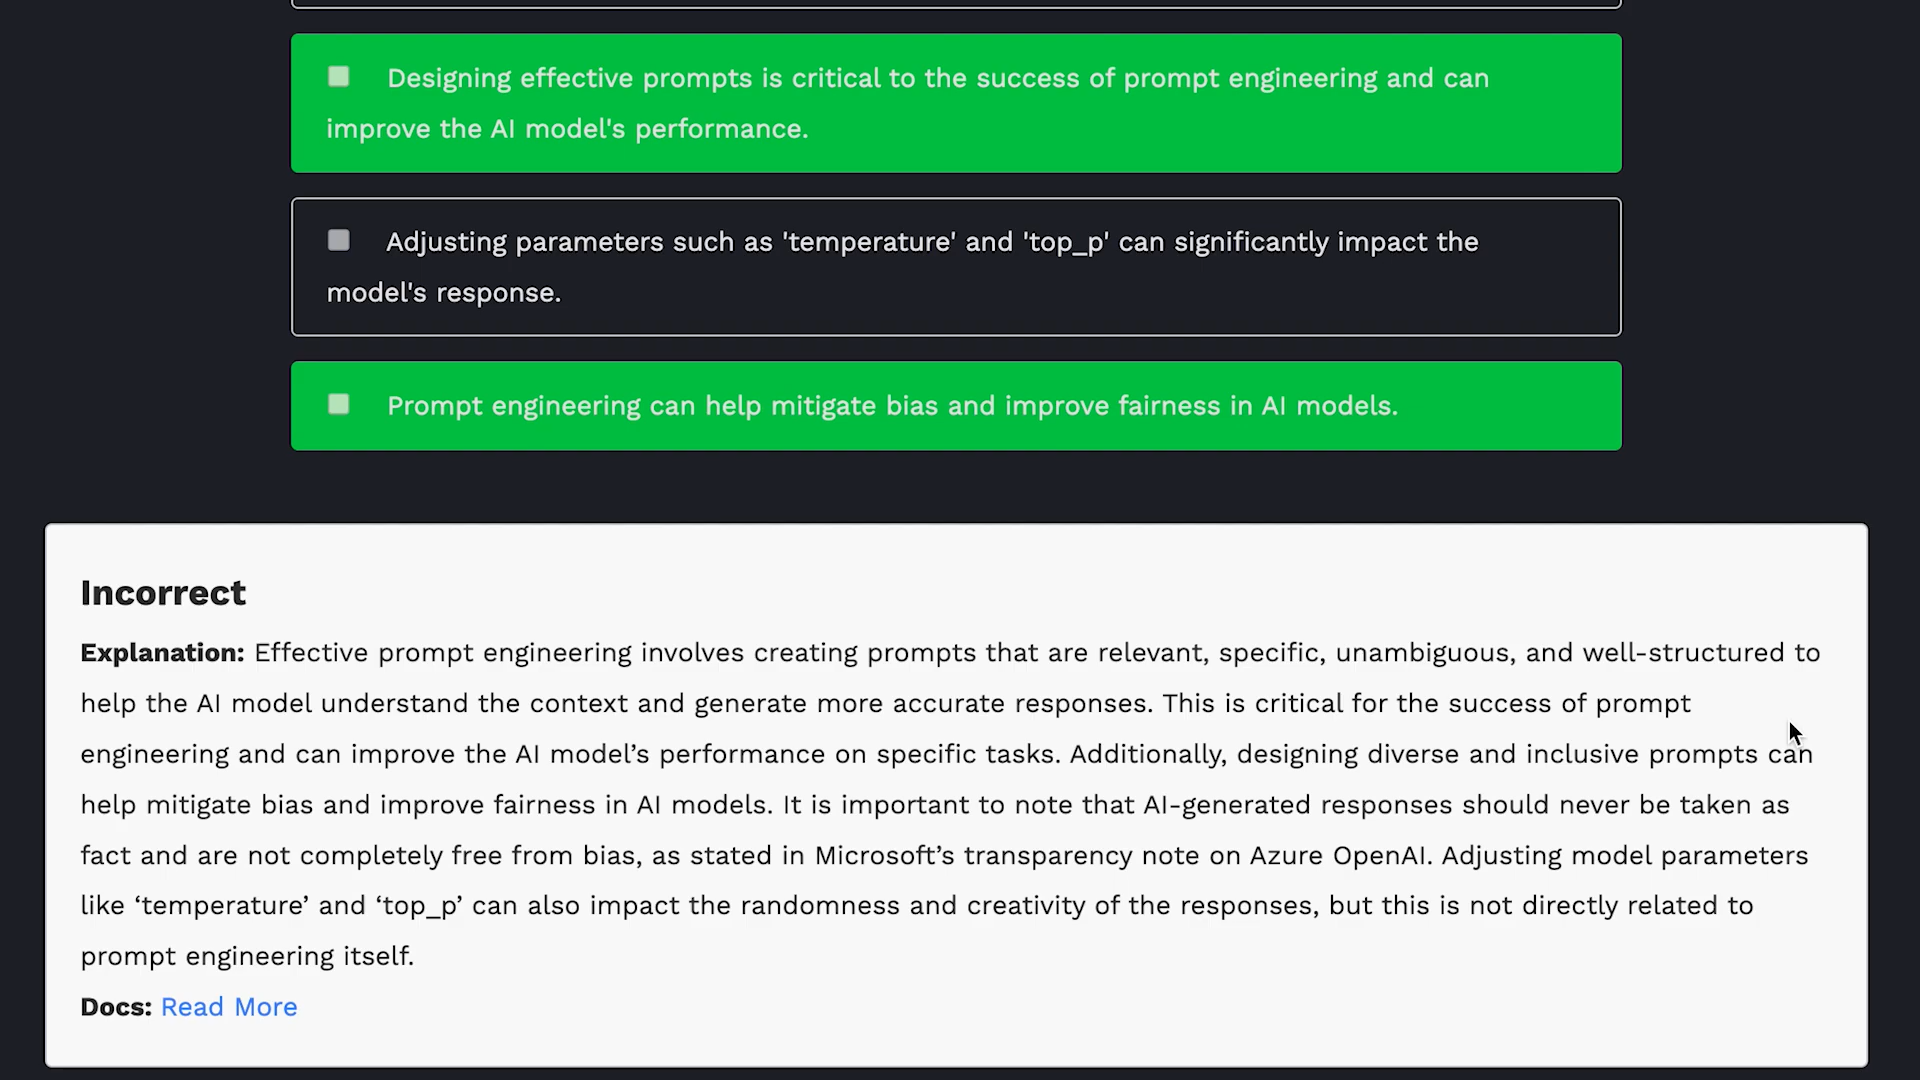 Designing effective prompts is critical to the success of prompt engineering and can
improve the AI model's performance.
Adjusting parameters such as 'temperature' and 'top_p' can significantly impact the
model's response.
Prompt engineering can help mitigate bias and improve fairness in AI models.
Incorrect
Explanation: Effective prompt engineering involves creating prompts that are relevant, specific, unambiguous, and well-structured to
help the AI model understand the context and generate more accurate responses. This is critical for the success of prompt
engineering and can improve the AI model’s performance on specific tasks. Additionally, designing diverse and inclusive prompts can
help mitigate bias and improve fairness in AI models. It is important to note that AI-generated responses should never be taken as
fact and are not completely free from bias, as stated in Microsoft’s transparency note on Azure OpenAI. Adjusting model parameters
like ‘temperature’ and ‘top_p’ can also impact the randomness and creativity of the responses, but this is not directly related to
prompt engineering itself.
Docs: Read More